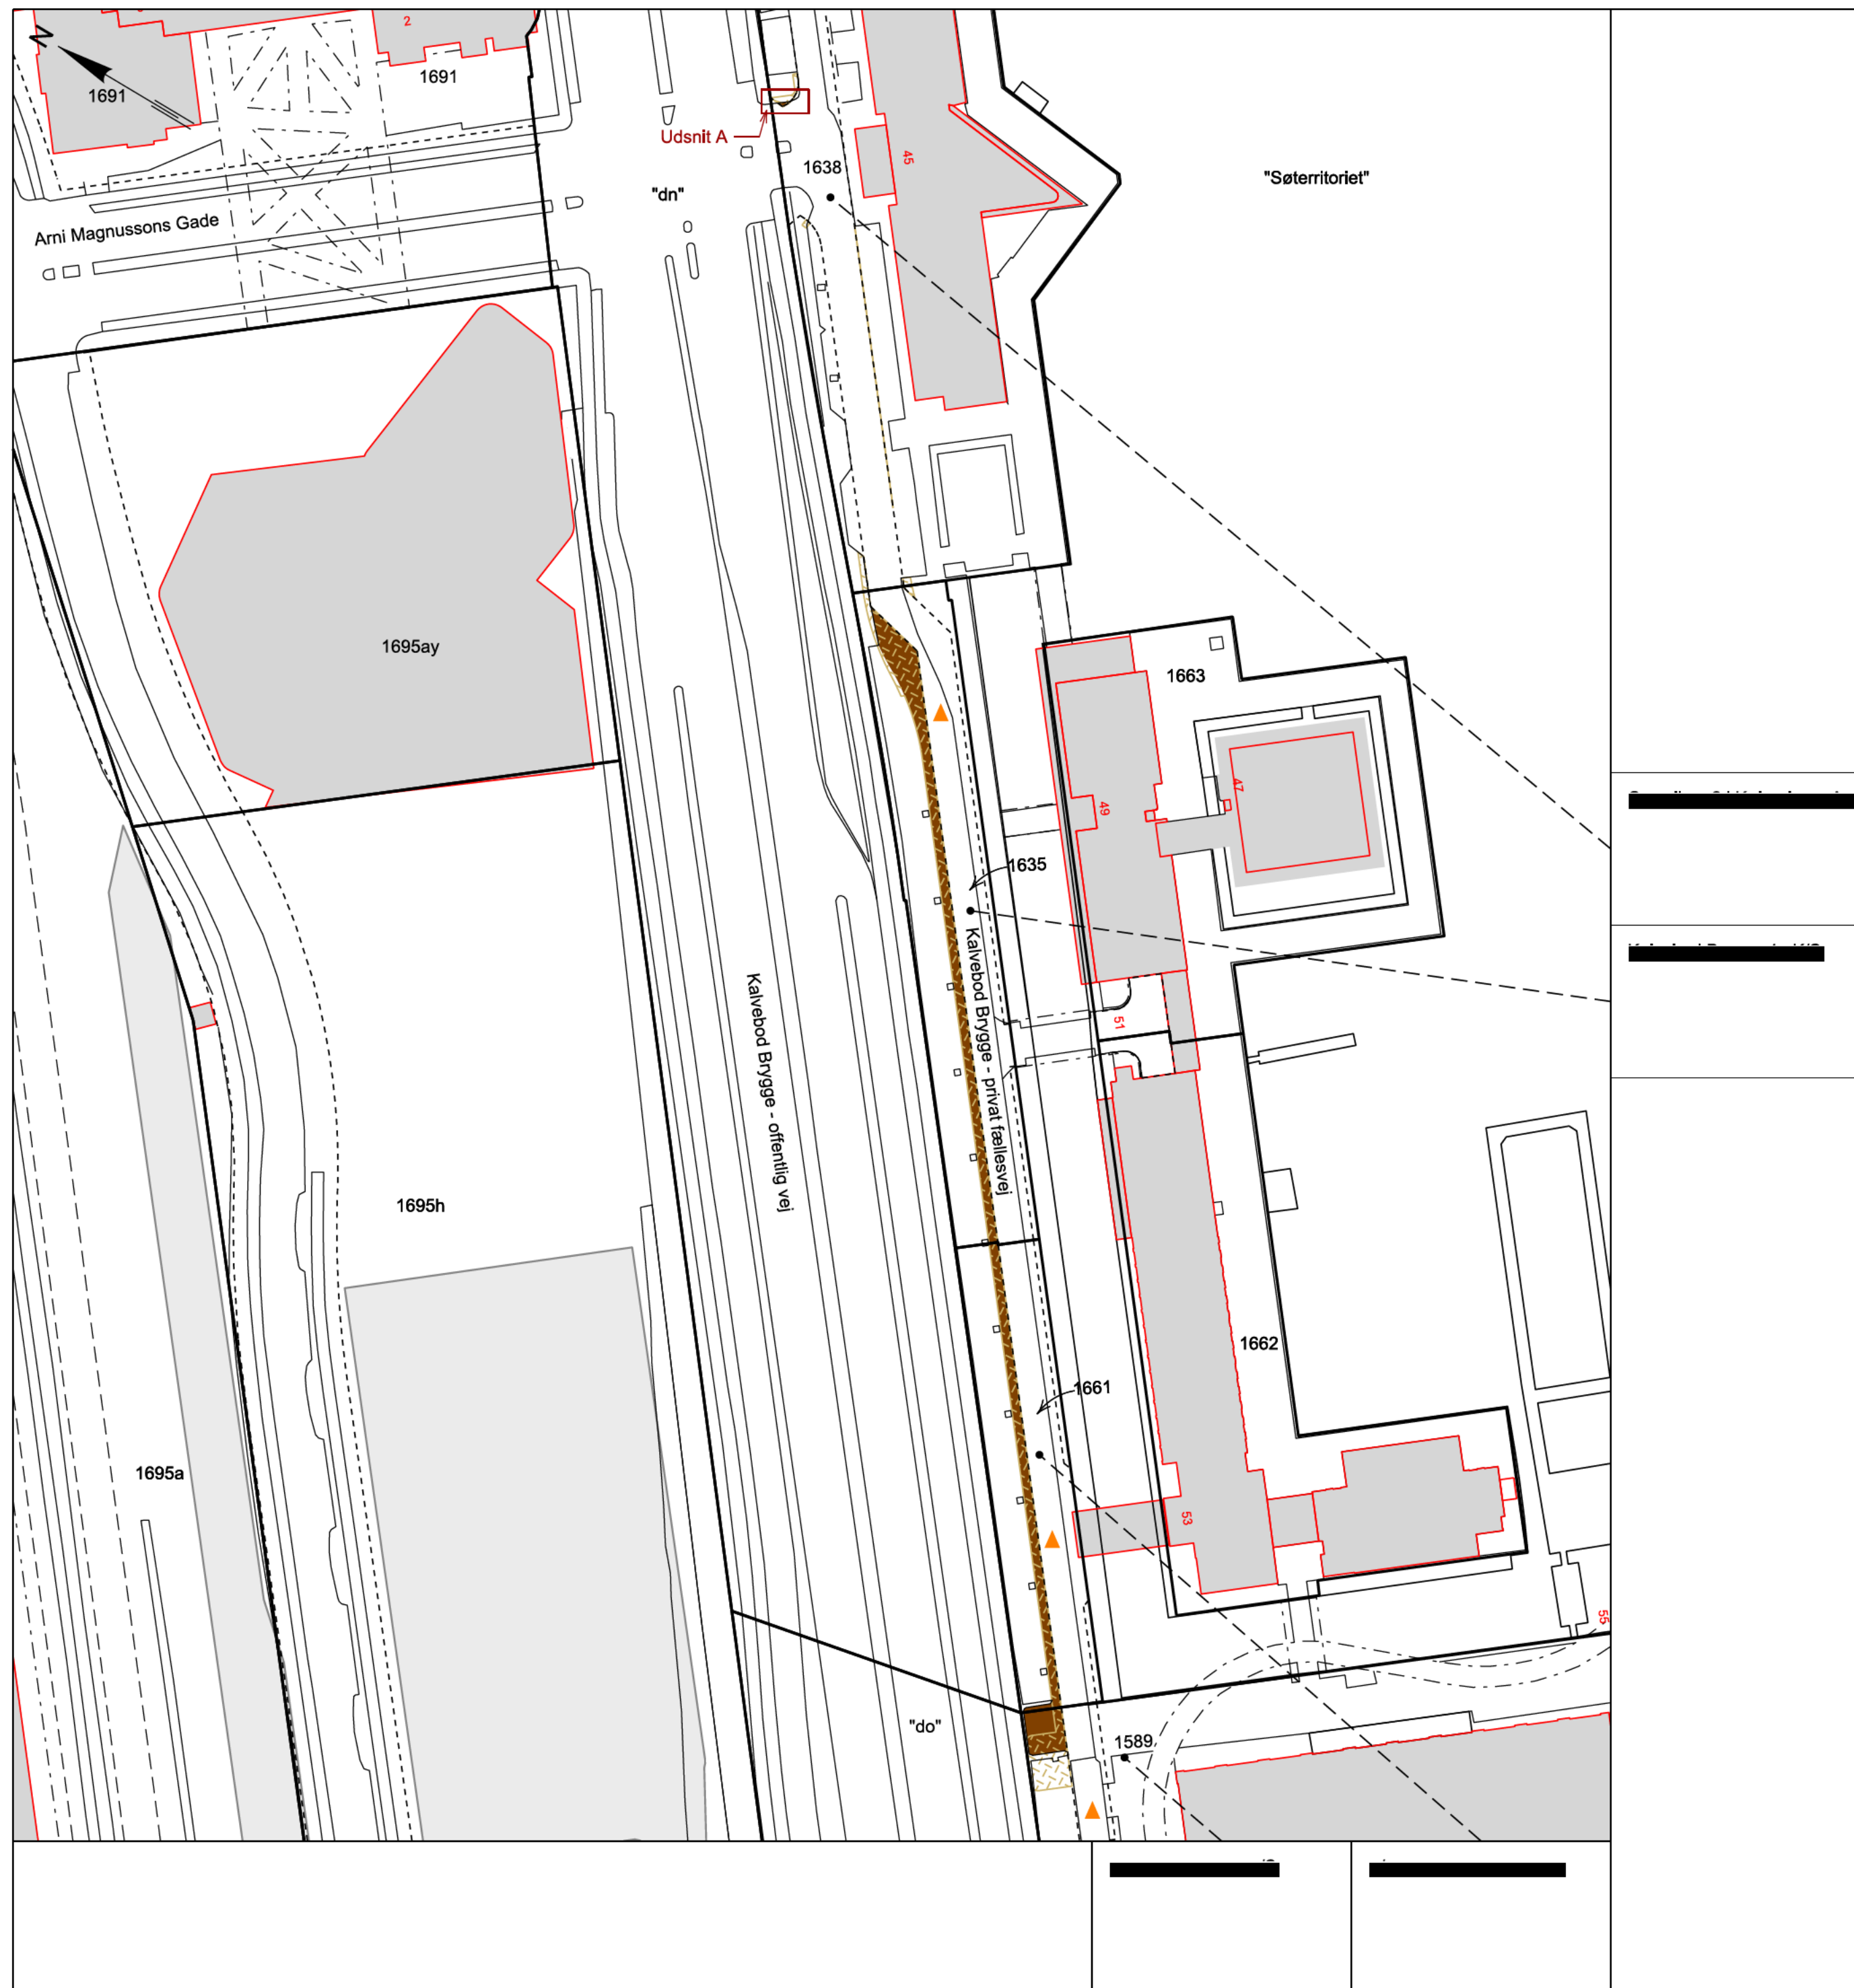 N
2
1691
1691
Udsnit A
1638
45
"dn"
"Søterritoriet"
Arni Magnussons Gade
1695ay
1663
47
49
1635
Kalvebod Brygge - offentlig vej
Kalvebod Brygge - privat fællesvej
51
1695h
1662
1661
1695a
53
55
"do"
1589